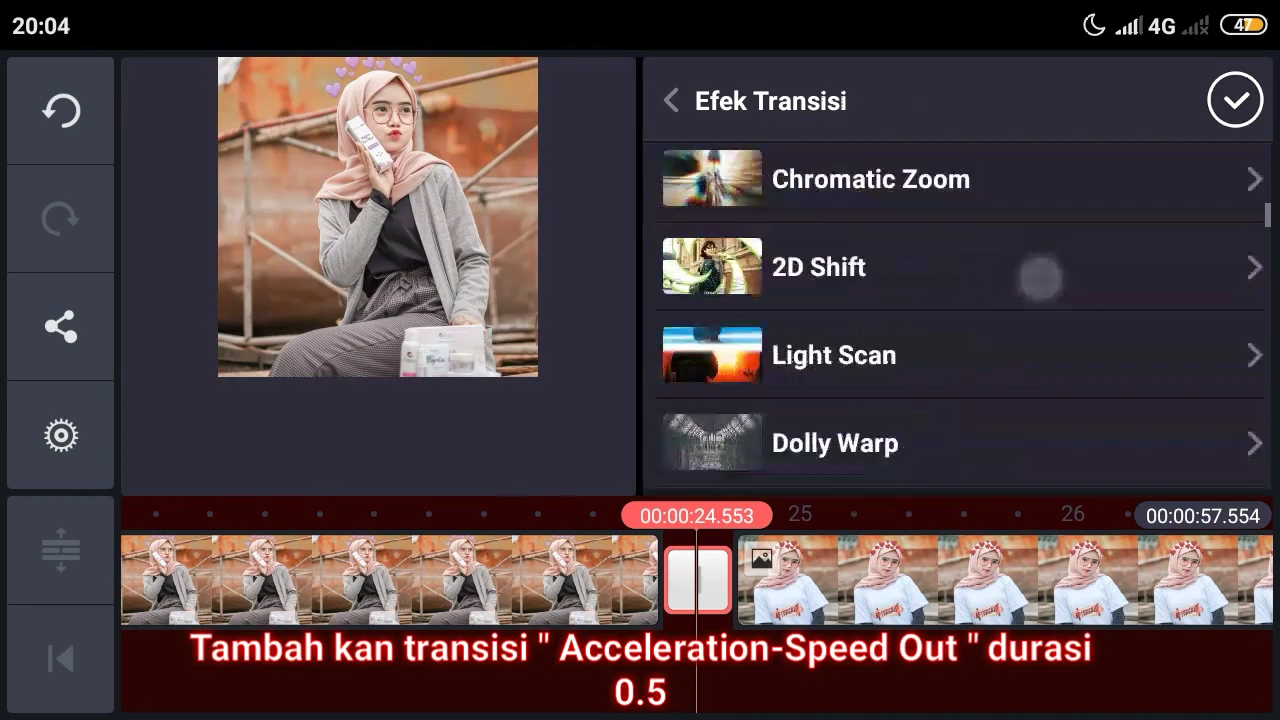 20:04
4G
47
Efek Transisi
Chromatic Zoom
2D Shift
Light Scan
Dolly Warp
00:00:24.553
25
26
00:00:57.554
Tambah kan transisi " Acceleration-Speed Out " durasi
0.5